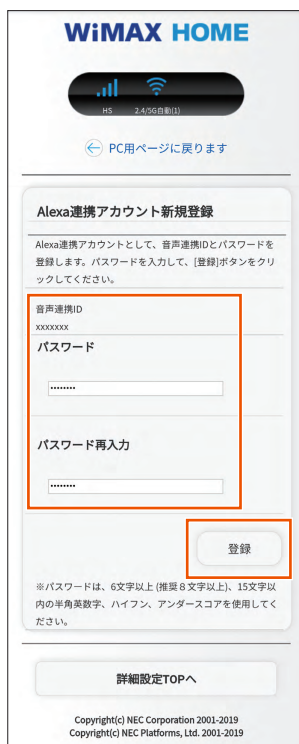 WiMAX HOME
HS 2.4/5G自動(1)
PC用ページに戻ります
Alexa連携アカウント新規登録
Alexa連携アカウントとして、音声連携IDとパスワードを
登録します。パスワードを入力して、[登録]ボタンをクリ
ックしてください。
音声連携ID
xxxxxxx
パスワード
••••••••
パスワード再入力
••••••••
登録
※パスワードは、6文字以上 (推奨８文字以上)、15文字以
内の半角英数字、ハイフン、アンダースコアを使用してく
ださい。
詳細設定TOPへ
Copyright(c) NEC Corporation 2001-2019
Copyright(c) NEC Platforms, Ltd. 2001-2019